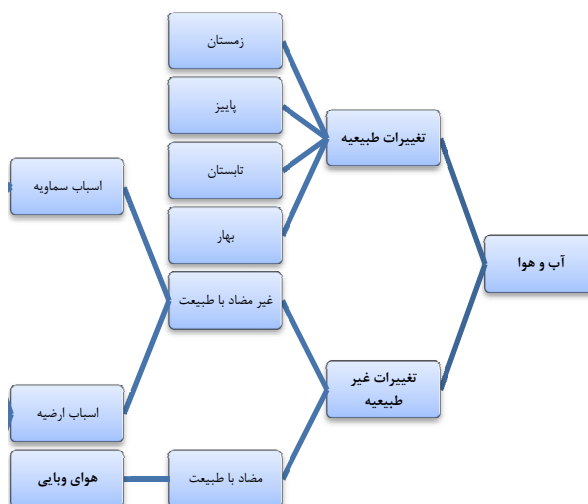 آب و هوا
تغییرات طبیعیه
زمستان
پاییز
تابستان
بهار
تغییرات غیر
طبیعیه
غیر مضاد با طبیعت
اسباب سماویه
اسباب ارضیه
مضاد با طبیعت
هوای وبایی